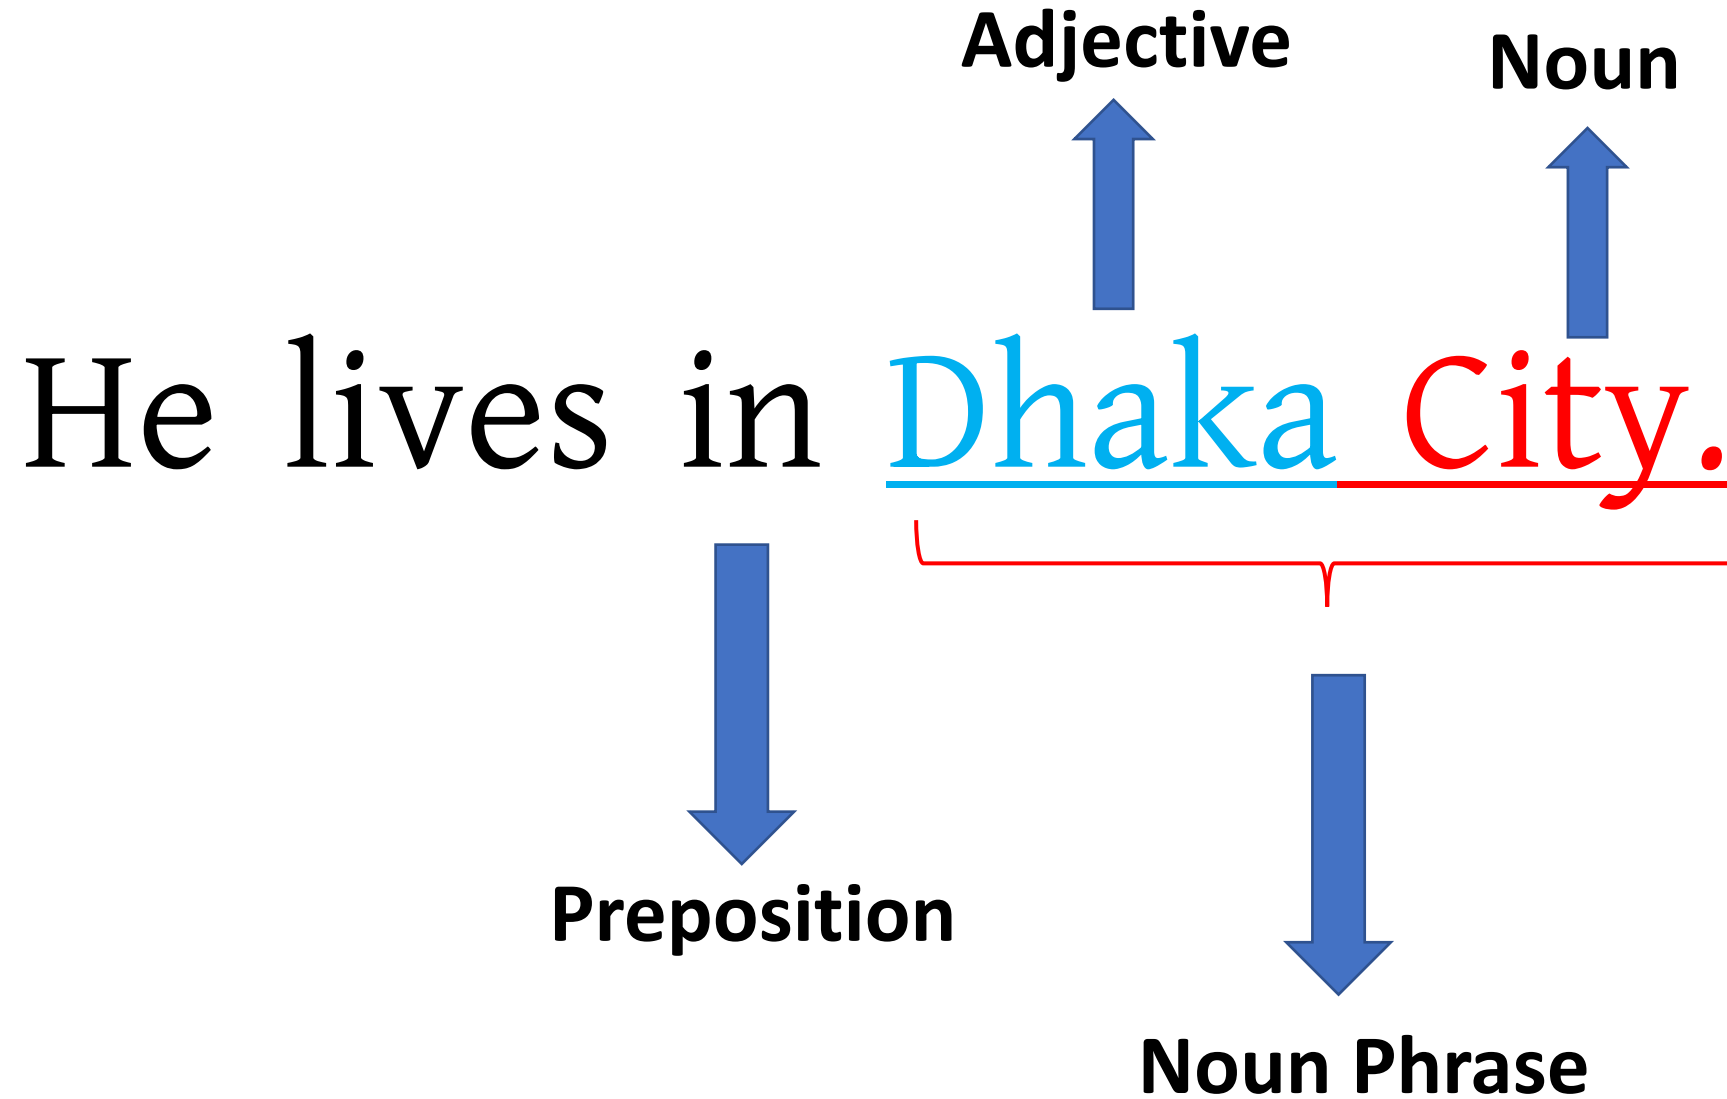 Adjective
Noun
He lives in Dhaka City.
Preposition
Noun Phrase